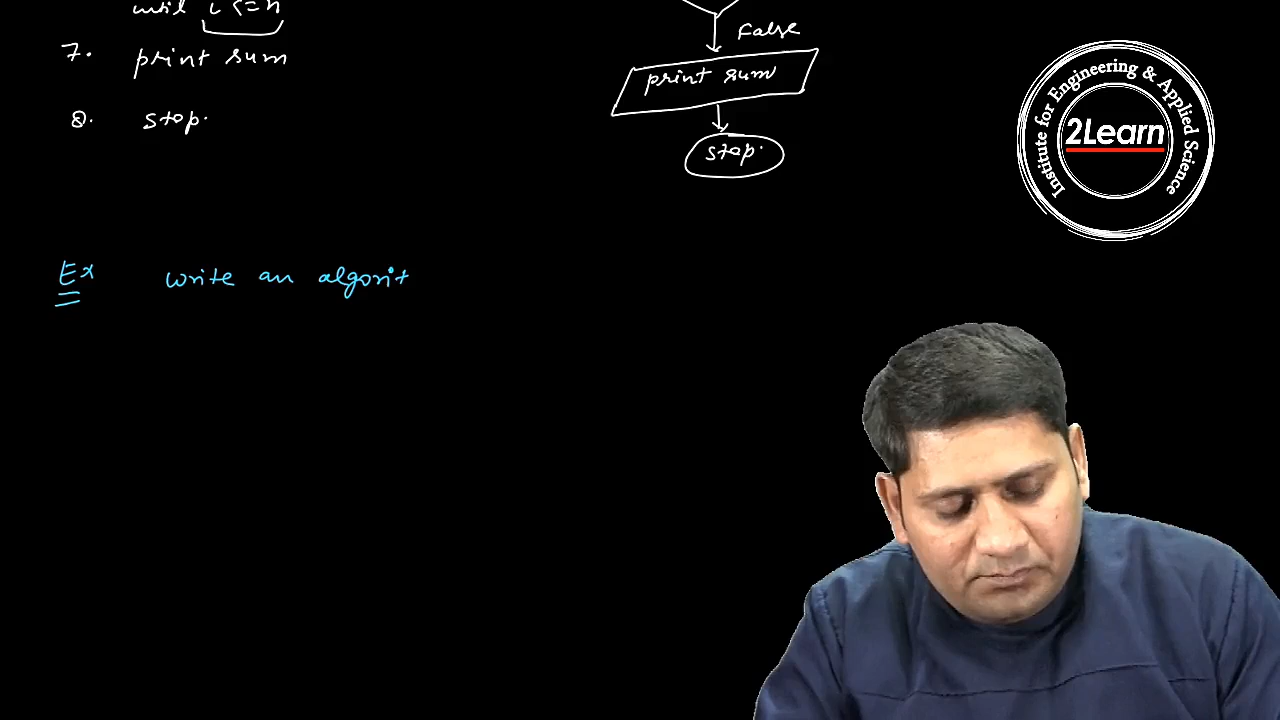 until i <= n
7. print sum
8. stop.
False
print sum
stop.
Institute for Engineering & Applied Science
2Learn
Ex write an algorit